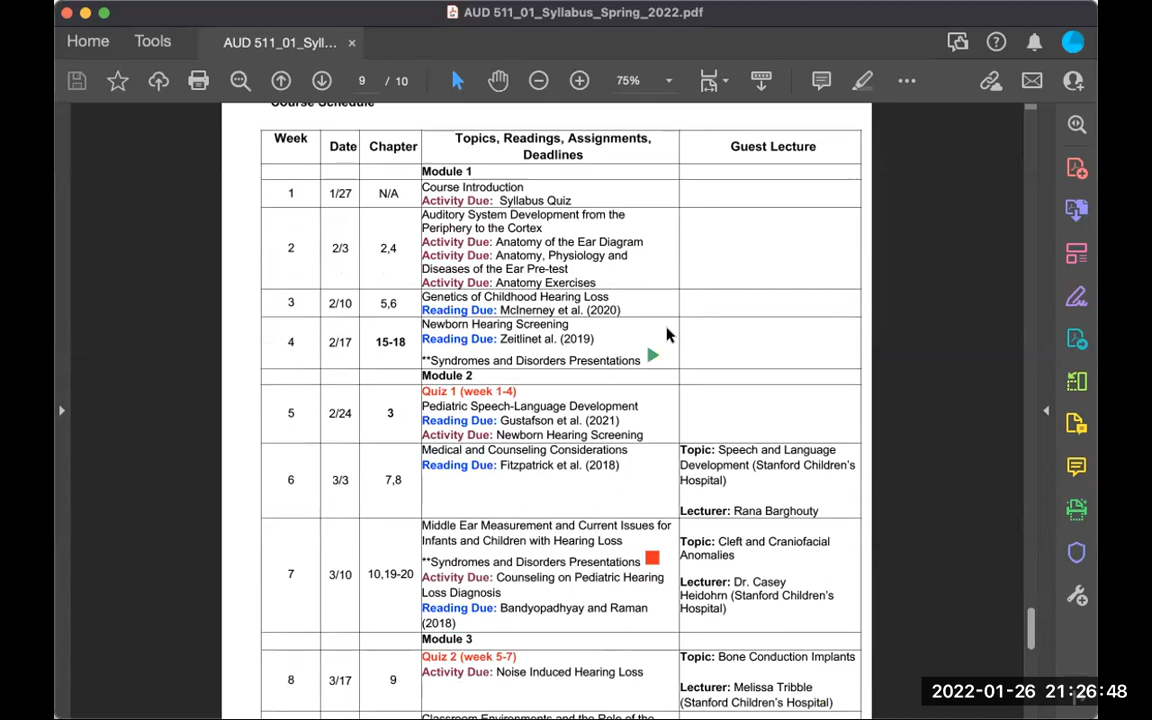 AUD 511_01_Syllabus_Spring_2022.pdf
Home Tools AUD 511_01_Syll... ×
9 / 10 75%
Course Schedule
Week Date Chapter Topics, Readings, Assignments, Guest Lecture
Deadlines
Module 1
1 1/27 N/A Course Introduction
Activity Due: Syllabus Quiz
2 2/3 2,4 Auditory System Development from the
Periphery to the Cortex
Activity Due: Anatomy of the Ear Diagram
Activity Due: Anatomy, Physiology and
Diseases of the Ear Pre-test
Activity Due: Anatomy Exercises
3 2/10 5,6 Genetics of Childhood Hearing Loss
Reading Due: McInerney et al. (2020)
4 2/17 15-18 Newborn Hearing Screening
Reading Due: Zeitlinet al. (2019)
**Syndromes and Disorders Presentations
Module 2
5 2/24 3 Quiz 1 (week 1-4)
Pediatric Speech-Language Development
Reading Due: Gustafson et al. (2021)
Activity Due: Newborn Hearing Screening
6 3/3 7,8 Medical and Counseling Considerations
Reading Due: Fitzpatrick et al. (2018)
Topic: Speech and Language
Development (Stanford Children's
Hospital)
Lecturer: Rana Barghouty
7 3/10 10,19-20 Middle Ear Measurement and Current Issues for
Infants and Children with Hearing Loss
**Syndromes and Disorders Presentations
Activity Due: Counseling on Pediatric Hearing
Loss Diagnosis
Reading Due: Bandyopadhyay and Raman
(2018)
Topic: Cleft and Craniofacial
Anomalies
Lecturer: Dr. Casey
Heidohrn (Stanford Children's
Hospital)
Module 3
8 3/17 9 Quiz 2 (week 5-7)
Activity Due: Noise Induced Hearing Loss
Topic: Bone Conduction Implants
Lecturer: Melissa Tribble
(Stanford Children's Hospital)
Classroom Environments and the Role of the
2022-01-26 21:26:48